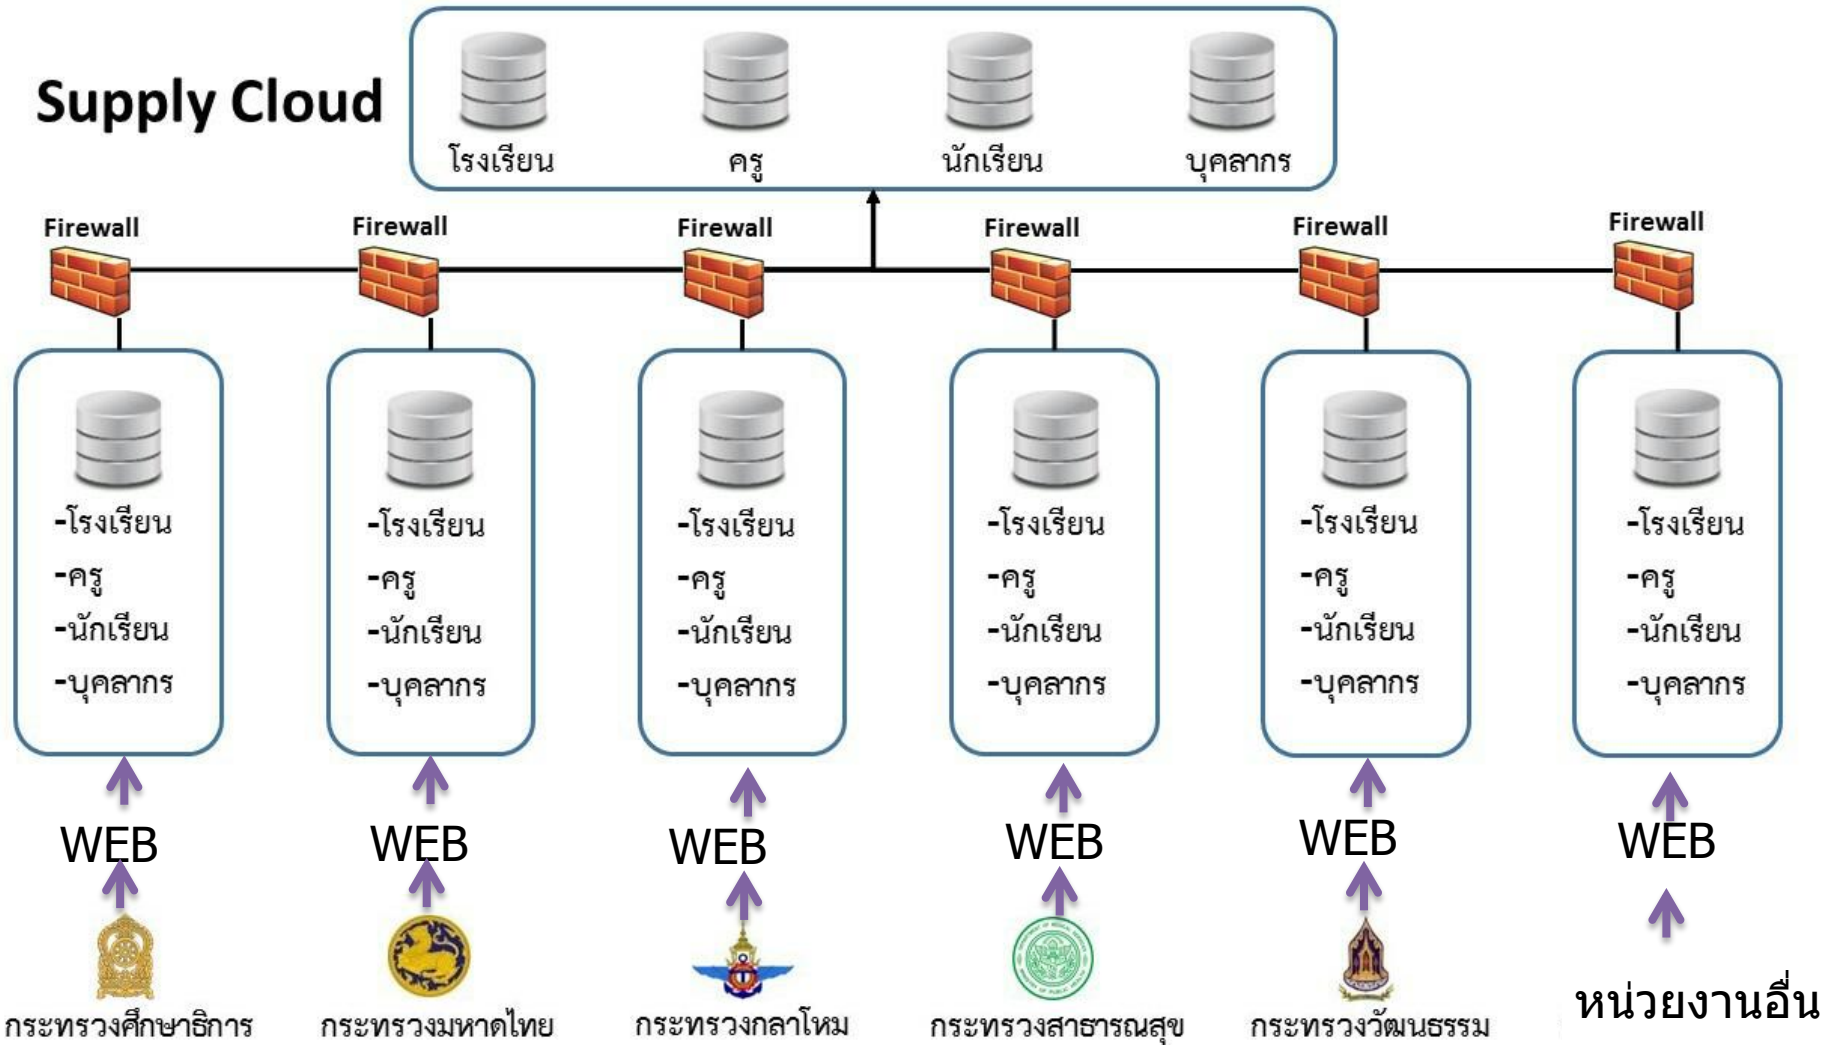 Supply Cloud
โรงเรียน ครู นักเรียน บุคลากร
Firewall Firewall Firewall Firewall Firewall Firewall
-โรงเรียน -โรงเรียน -โรงเรียน -โรงเรียน -โรงเรียน -โรงเรียน
-ครู -ครู -ครู -ครู -ครู -ครู
-นักเรียน -นักเรียน -นักเรียน -นักเรียน -นักเรียน -นักเรียน
-บุคลากร -บุคลากร -บุคลากร -บุคลากร -บุคลากร -บุคลากร
WEB WEB WEB WEB WEB WEB
กระทรวงศึกษาธิการ กระทรวงมหาดไทย กระทรวงกลาโหม กระทรวงสาธารณสุข กระทรวงวัฒนธรรม หน่วยงานอื่น